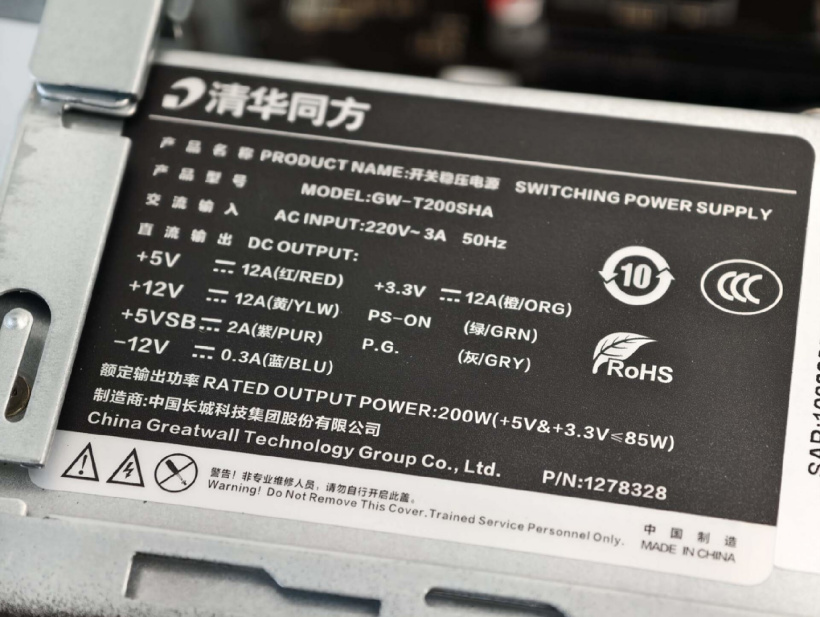 清华同方
产品名称 PRODUCT NAME:开关稳压电源 SWITCHING POWER SUPPLY
产品型号 MODEL:GW-T200SHA
交流输入 AC INPUT:220V~3A 50Hz
直流输出 DC OUTPUT:
+5V ⎓ 12A(红/RED) +3.3V ⎓ 12A(橙/ORG)
+12V ⎓ 12A(黄/YLW) PS-ON (绿/GRN)
+5VSB ⎓ 2A(紫/PUR) P.G. (灰/GRY)
-12V ⎓ 0.3A(蓝/BLU)
10
CCC
RoHS
额定输出功率 RATED OUTPUT POWER:200W(+5V&+3.3V≤85W)
制造商:中国长城科技集团股份有限公司
China Greatwall Technology Group Co., Ltd. P/N:1278328
警告! 非专业维修人员,请勿自行开启此盖。
Warning! Do Not Remove This Cover.Trained Service Personnel Only.
中国制造
MADE IN CHINA